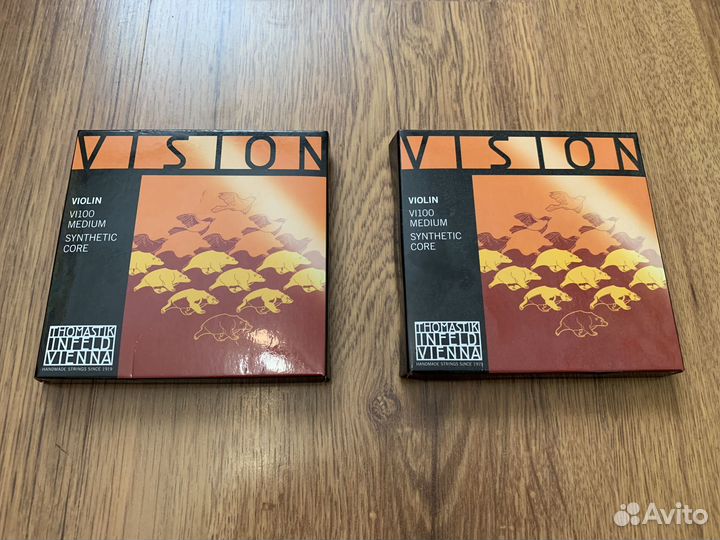 VISION
VIOLIN
VI100
MEDIUM
SYNTHETIC
CORE
THOMASTIK
INFELD
VIENNA
HANDMADE STRINGS SINCE 1919
VISION
VIOLIN
VI100
MEDIUM
SYNTHETIC
CORE
THOMASTIK
INFELD
VIENNA
HANDMADE STRINGS SINCE 1919
Avito